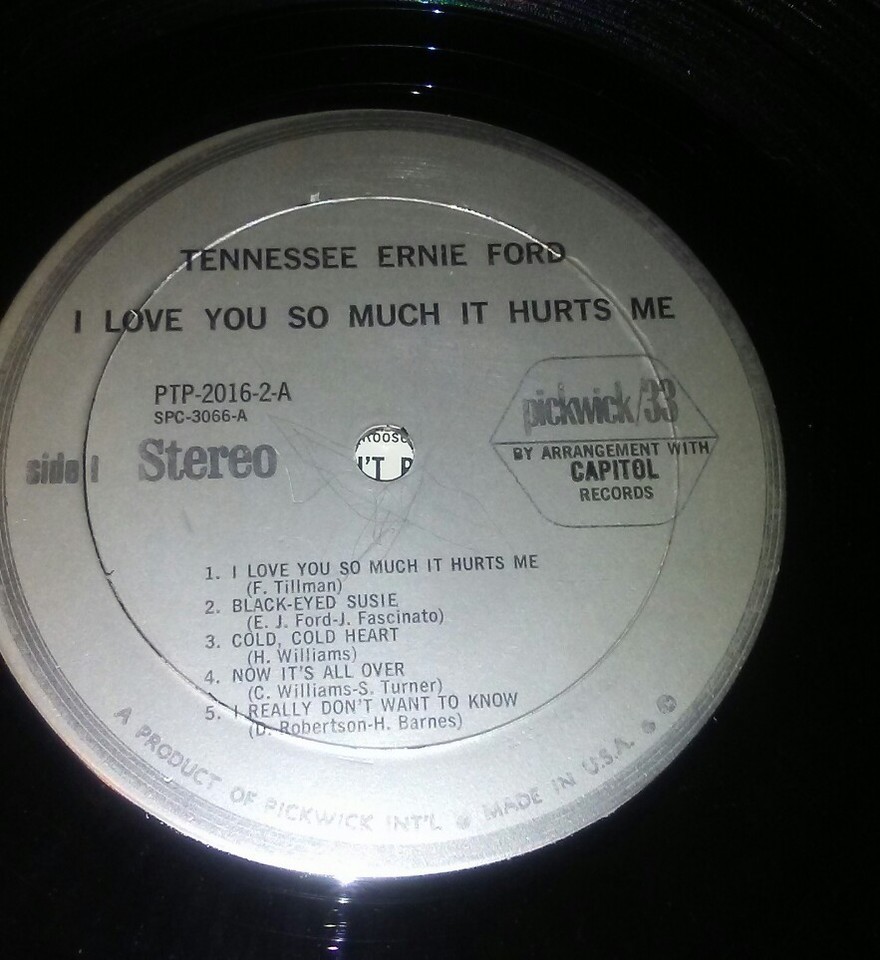 TENNESSEE ERNIE FORD
I LOVE YOU SO MUCH IT HURTS ME
PTP-2016-2-A
SPC-3066-A
side 1 Stereo
pickwick/33
BY ARRANGEMENT WITH
CAPITOL
RECORDS
1. I LOVE YOU SO MUCH IT HURTS ME
(F. Tillman)
2. BLACK-EYED SUSIE
(E. J. Ford-J. Fascinato)
3. COLD, COLD HEART
(H. Williams)
4. NOW IT'S ALL OVER
(C. Williams-S. Turner)
5. I REALLY DON'T WANT TO KNOW
(D. Robertson-H. Barnes)
A PRODUCT OF PICKWICK INT'L • MADE IN U.S.A. •